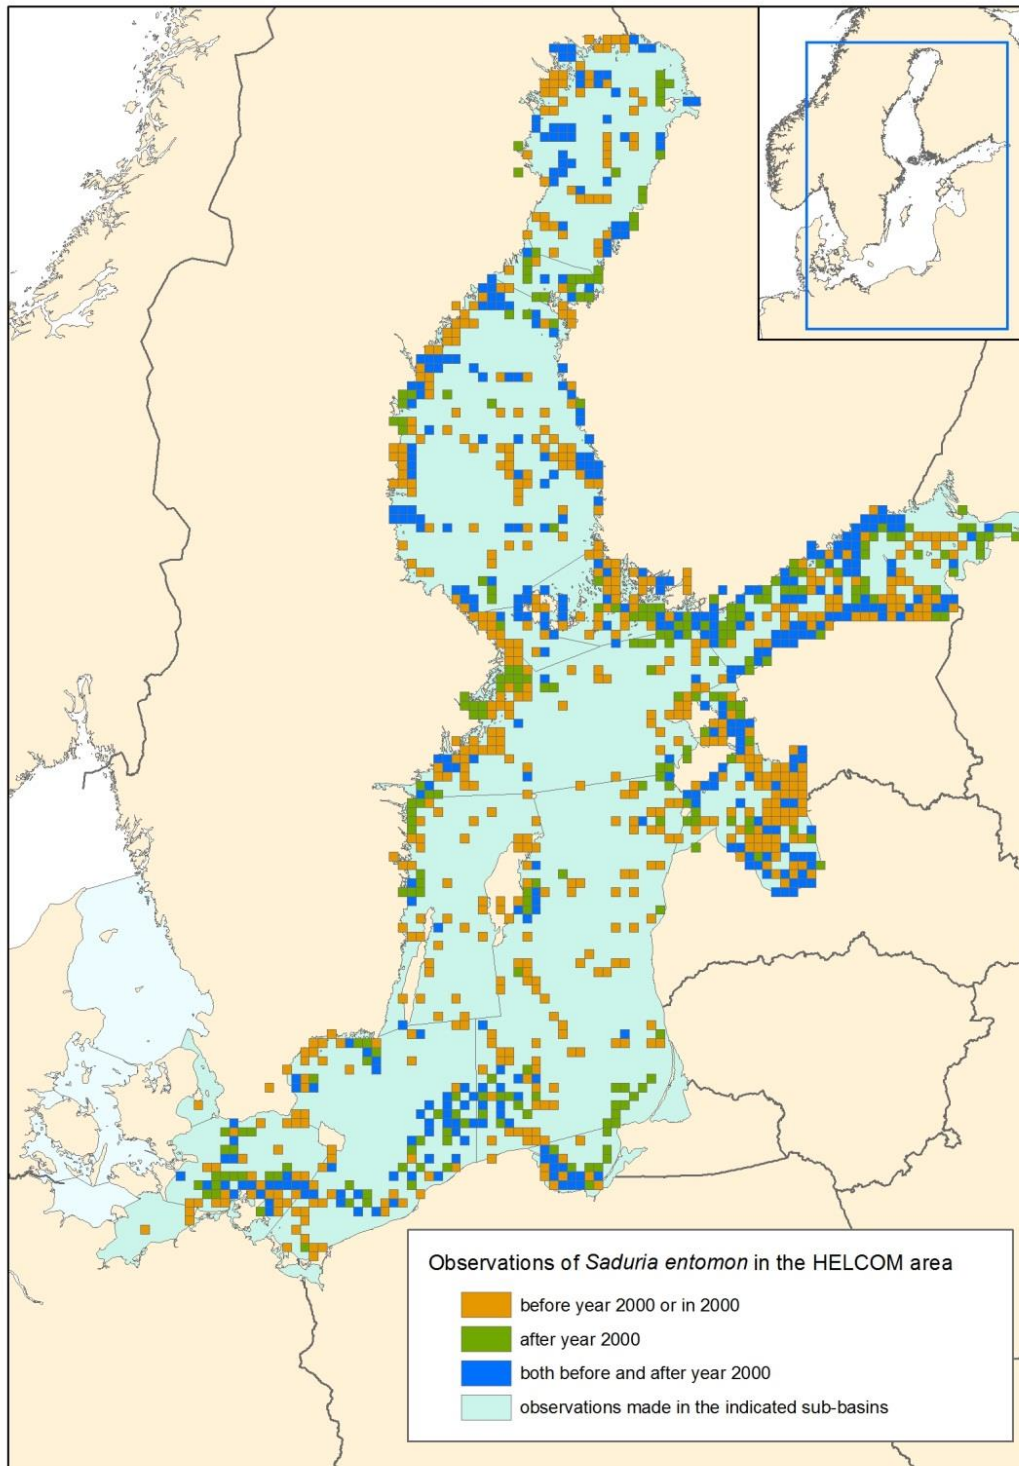 Observations of Saduria entomon in the HELCOM area
before year 2000 or in 2000
after year 2000
both before and after year 2000
observations made in the indicated sub-basins